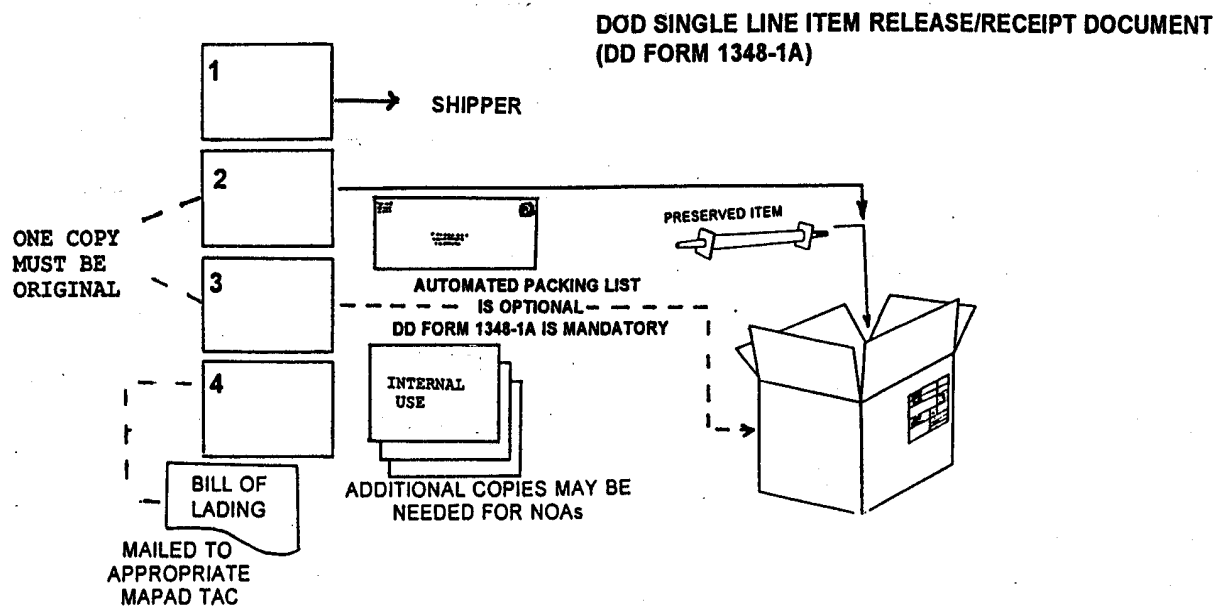 DOD SINGLE LINE ITEM RELEASE/RECEIPT DOCUMENT
(DD FORM 1348-1A)
1
SHIPPER
2
PRESERVED ITEM
ONE COPY
MUST BE
ORIGINAL
3
AUTOMATED PACKING LIST
IS OPTIONAL
DD FORM 1348-1A IS MANDATORY
4
INTERNAL
USE
BILL OF
LADING
ADDITIONAL COPIES MAY BE
NEEDED FOR NOAs
MAILED TO
APPROPRIATE
MAPAD TAC